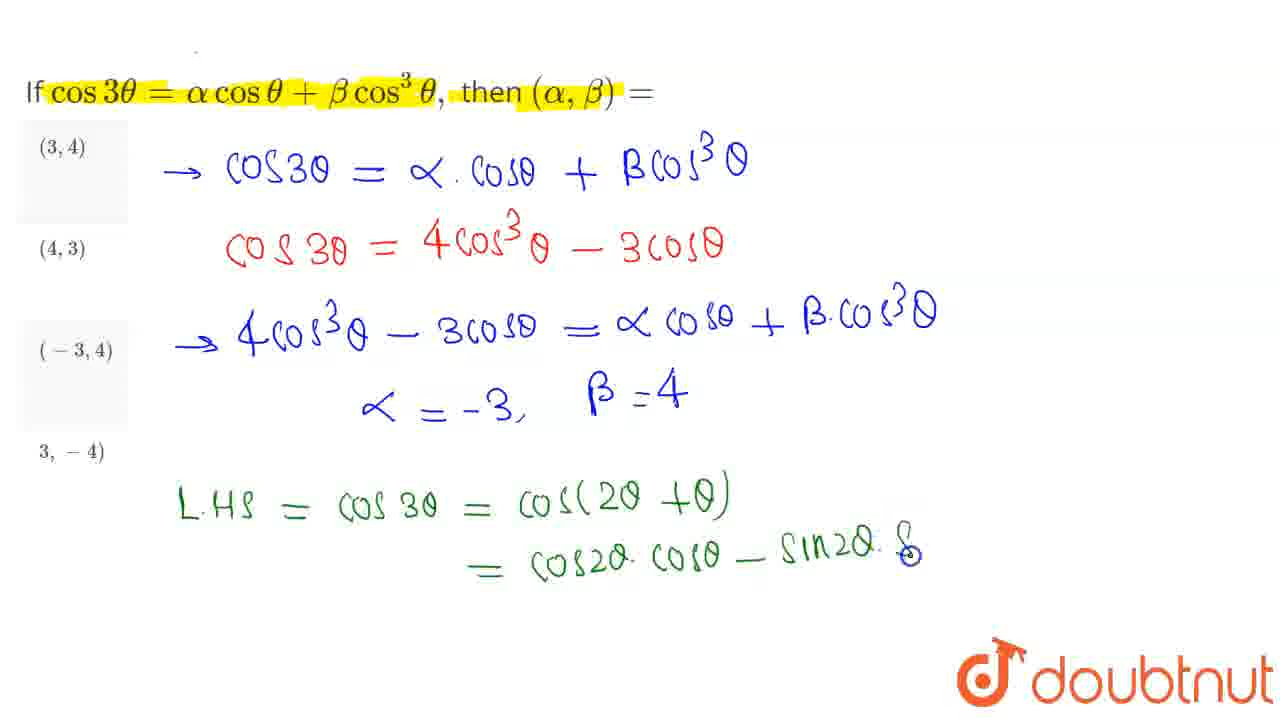 If cos 3θ = α cos θ + β cos³ θ, then (α, β) =
(3, 4)
→ cos3θ = α. cosθ + βcos³θ
(4, 3)
cos 3θ = 4cos³θ - 3cosθ
(- 3, 4)
→ 4cos³θ - 3cosθ = α cosθ + β.cos³θ
α = -3, β = 4
3, - 4)
L.HS = cos 3θ = cos(2θ + θ)
= cos2θ. cosθ - sin2θ. s
doubtnut